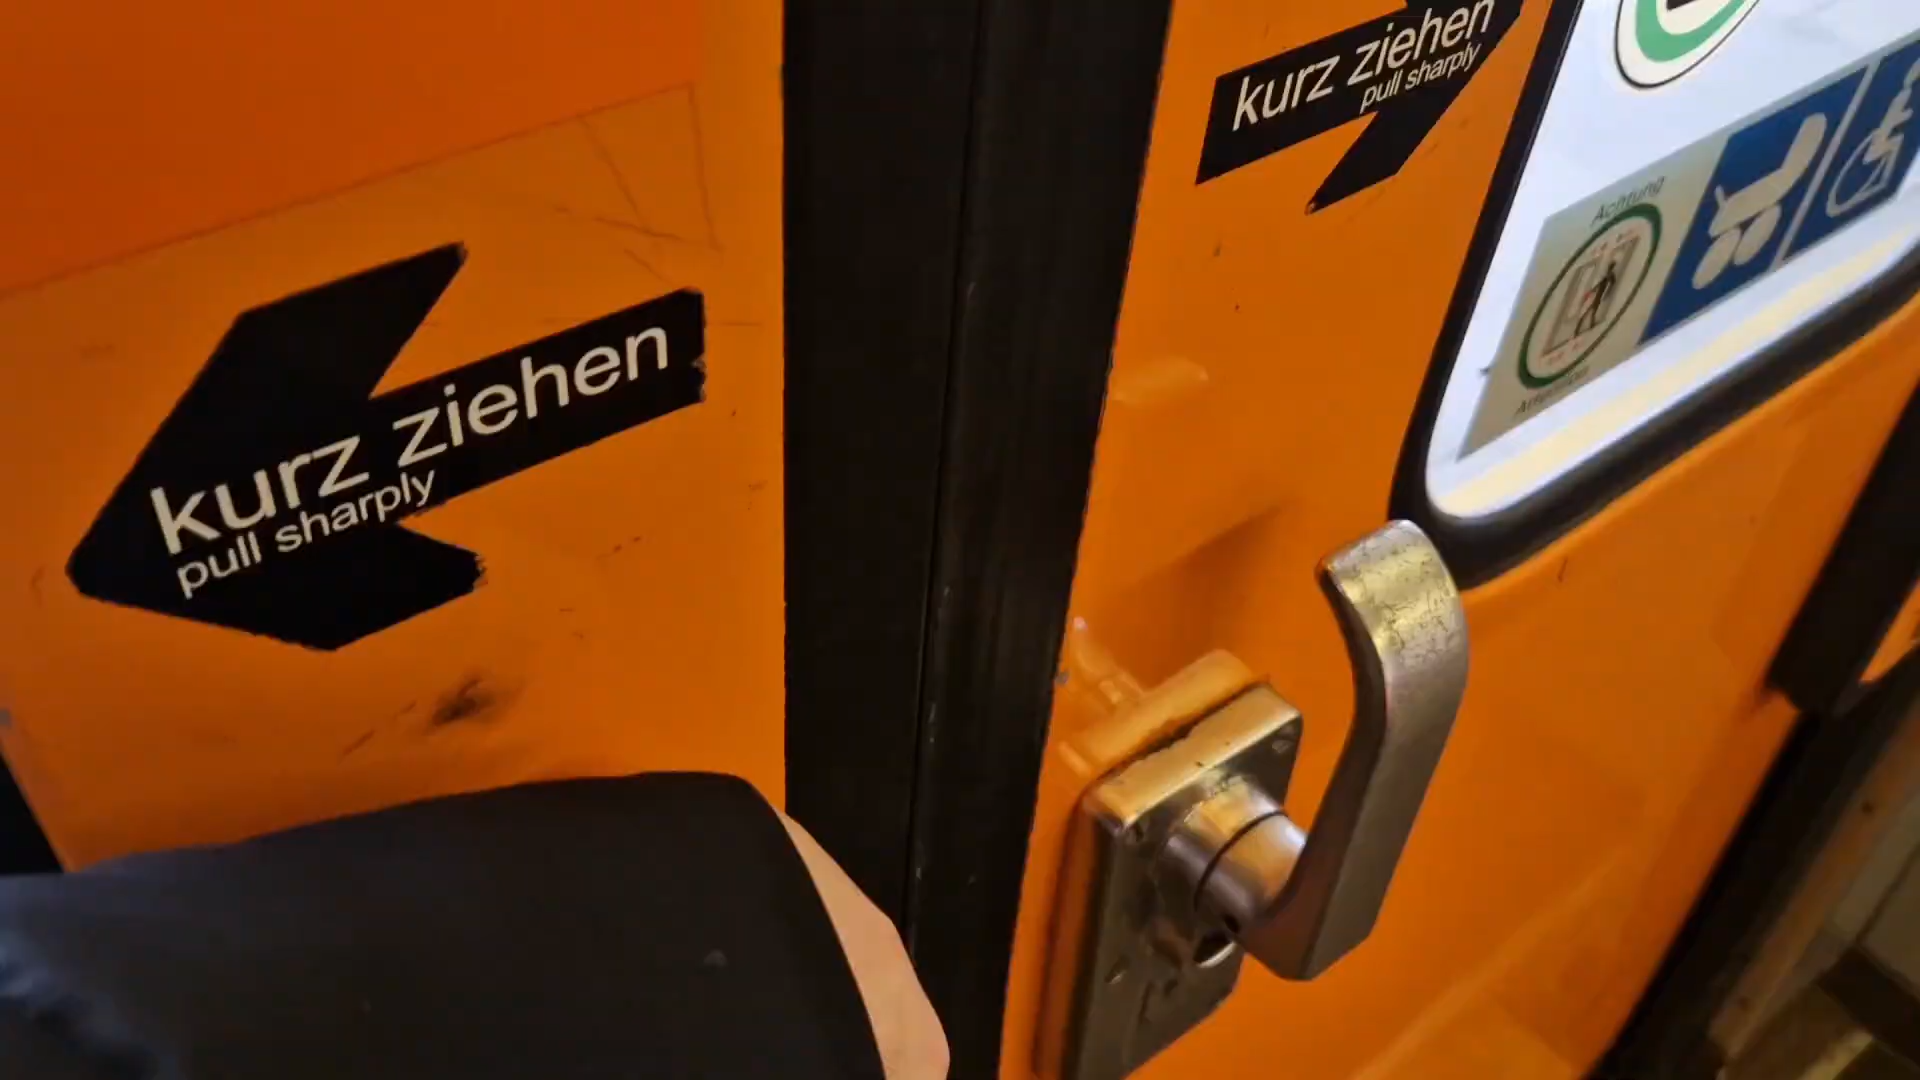 kurz ziehen
pull sharply
kurz ziehen
pull sharply
Achtung